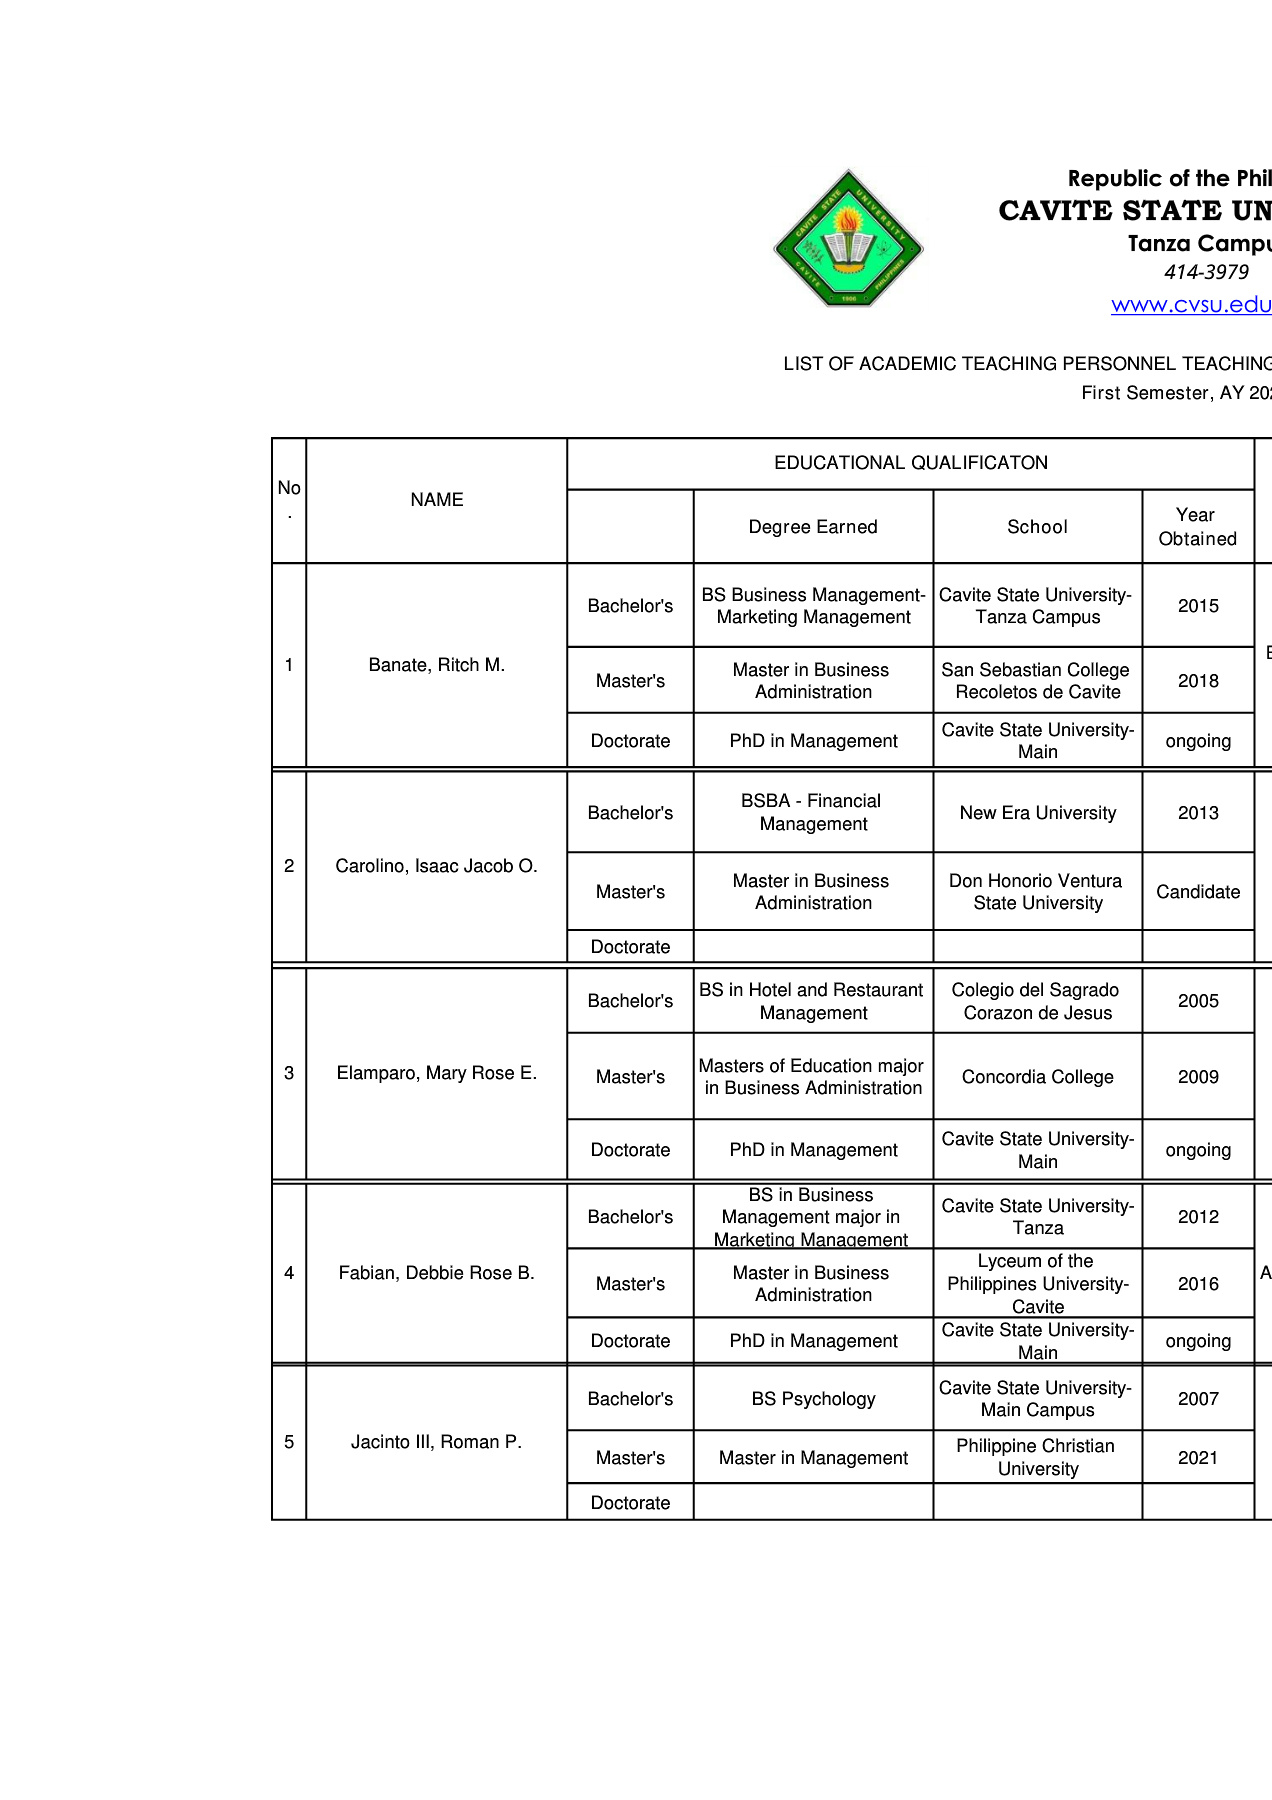 CAVITE STATE UNIVERSITY
CAVITE PHILIPPINES
1906
Republic of the
CAVITE STATE
Tanza
414-3979
www.cvsu.edu
LIST OF ACADEMIC TEACHING PERSONNEL TEACHING
First Semester, AY
No
.
NAME
EDUCATIONAL QUALIFICATON
Degree Earned
School
Year
Obtained
1
Banate, Ritch M.
Bachelor's
BS Business Management-
Marketing Management
Cavite State University-
Tanza Campus
2015
Master's
Master in Business
Administration
San Sebastian College
Recoletos de Cavite
2018
Doctorate
PhD in Management
Cavite State University-
Main
ongoing
2
Carolino, Isaac Jacob O.
Bachelor's
BSBA - Financial
Management
New Era University
2013
Master's
Master in Business
Administration
Don Honorio Ventura
State University
Candidate
Doctorate
3
Elamparo, Mary Rose E.
Bachelor's
BS in Hotel and Restaurant
Management
Colegio del Sagrado
Corazon de Jesus
2005
Master's
Masters of Education major
in Business Administration
Concordia College
2009
Doctorate
PhD in Management
Cavite State University-
Main
ongoing
4
Fabian, Debbie Rose B.
Bachelor's
BS in Business
Management major in
Marketing Management
Cavite State University-
Tanza
2012
Master's
Master in Business
Administration
Lyceum of the
Philippines University-
Cavite
2016
Doctorate
PhD in Management
Cavite State University-
Main
ongoing
5
Jacinto III, Roman P.
Bachelor's
BS Psychology
Cavite State University-
Main Campus
2007
Master's
Master in Management
Philippine Christian
University
2021
Doctorate